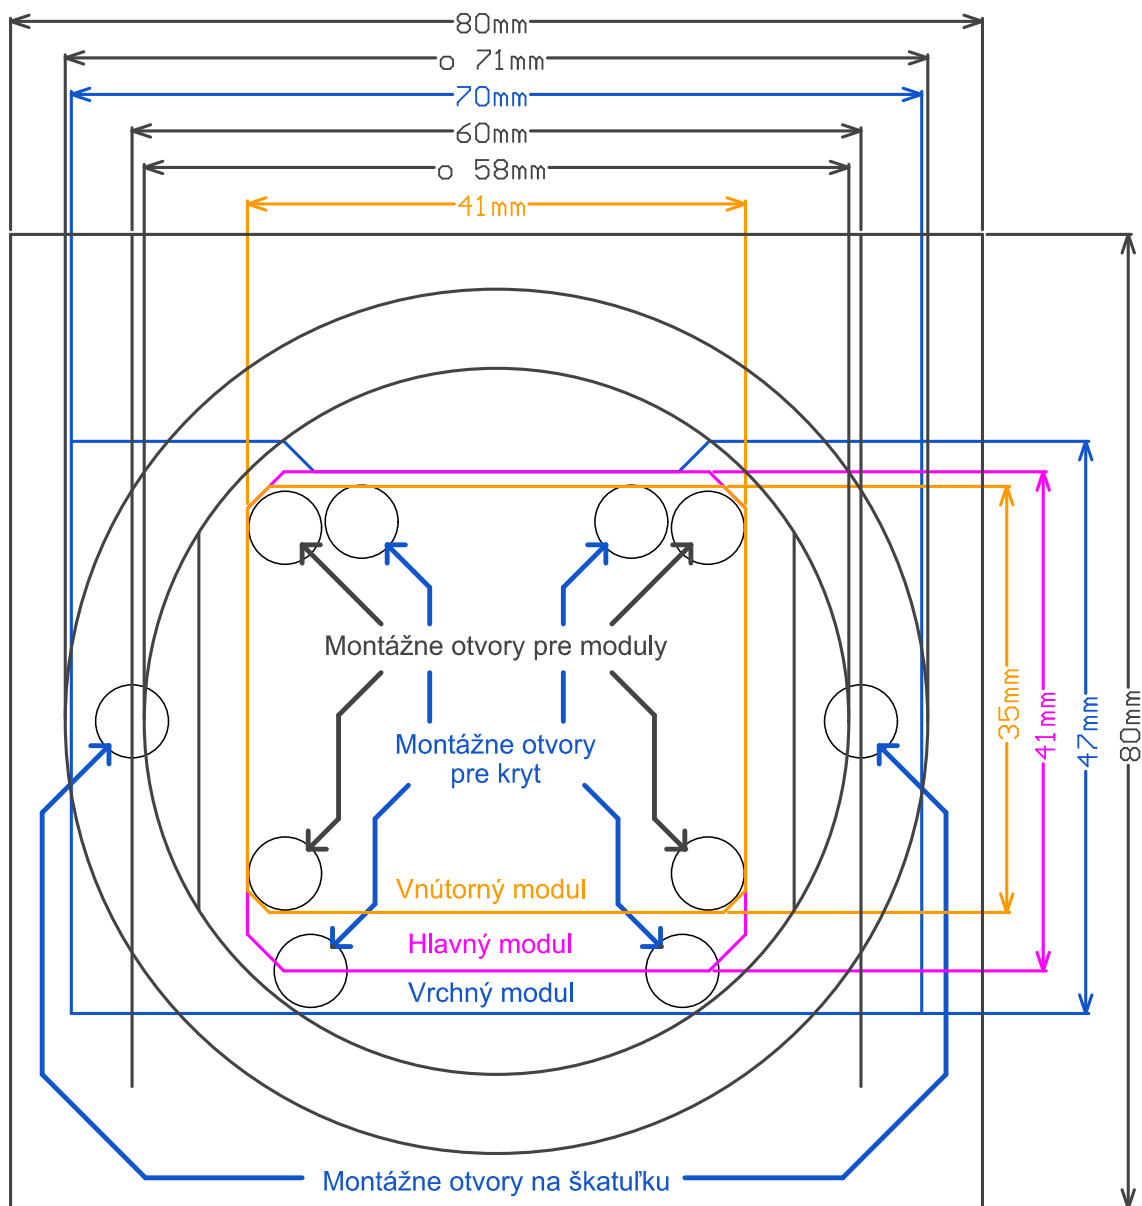 80mm
o 71mm
70mm
60mm
o 58mm
41mm
Montážne otvory pre moduly
35mm
41mm
47mm
80mm
Montážne otvory
pre kryt
Vnútorný modul
Hlavný modul
Vrchný modul
Montážne otvory na škatuľku